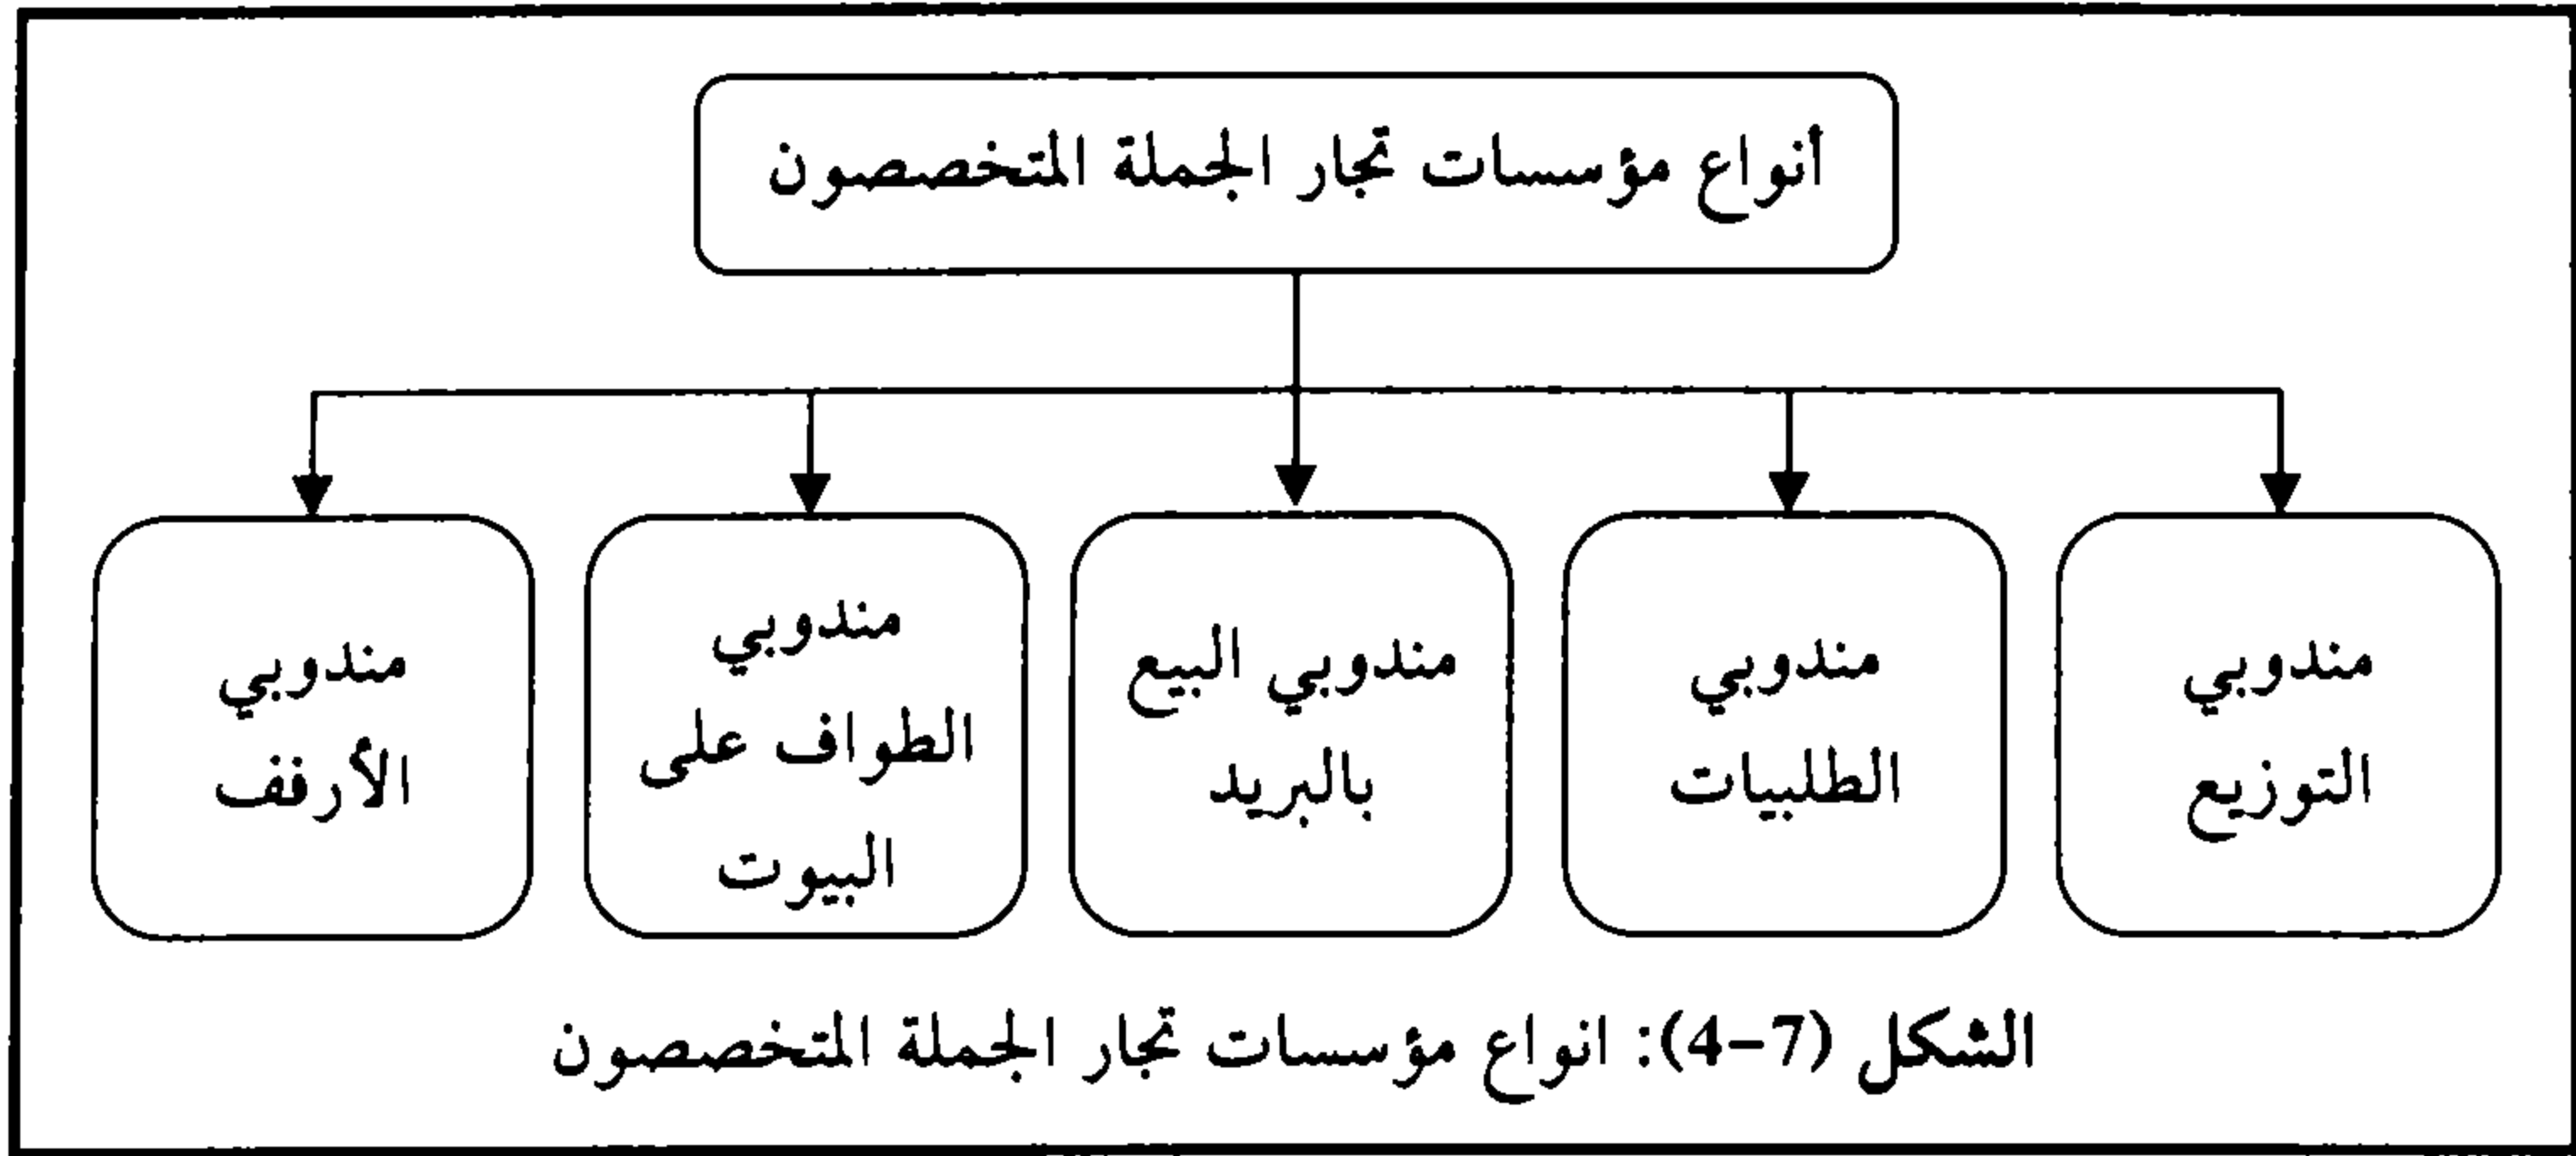 أنواع مؤسسات تجار الجملة المتخصصون
مندوبي
التوزيع
مندوبي
الطلبيات
مندوبي البيع
بالبريد
مندوبي
الطواف على
البيوت
مندوبي
الأرفف
الشكل (7-4): انواع مؤسسات تجار الجملة المتخصصون